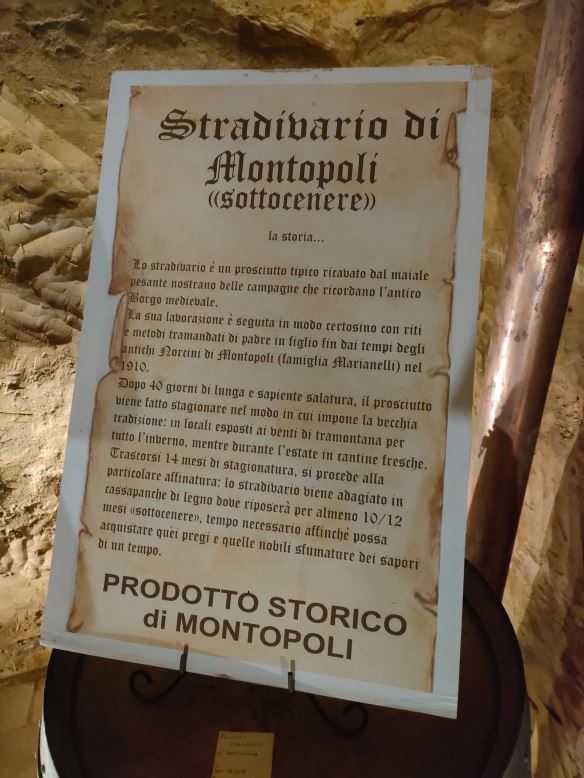 Stradivario di
Montopoli
«sottocenere»
la storia...
Lo stradivario è un prosciutto tipico ricavato dal maiale
pesante nostrano delle campagne che ricordano l'antico
Borgo medievale.
La sua lavorazione è seguita in modo certosino con riti
e metodi tramandati di padre in figlio fin dai tempi degli
antichi Norcini di Montopoli (famiglia Marianelli) nel
1910.
Dopo 40 giorni di lunga e sapiente salatura, il prosciutto
viene fatto stagionare nel modo in cui impone la vecchia
tradizione: in locali esposti ai venti di tramontana per
tutto l'inverno, mentre durante l'estate in cantine fresche.
Trascorsi 14 mesi di stagionatura, si procede alla
particolare affinatura: lo stradivario viene adagiato in
cassapanche di legno dove riposerà per almeno 10/12
mesi «sottocenere», tempo necessario affinché possa
acquistare quèi pregi e quelle nobili sfumature dei sapori
di un tempo.
PRODOTTO STORICO
di MONTOPOLI